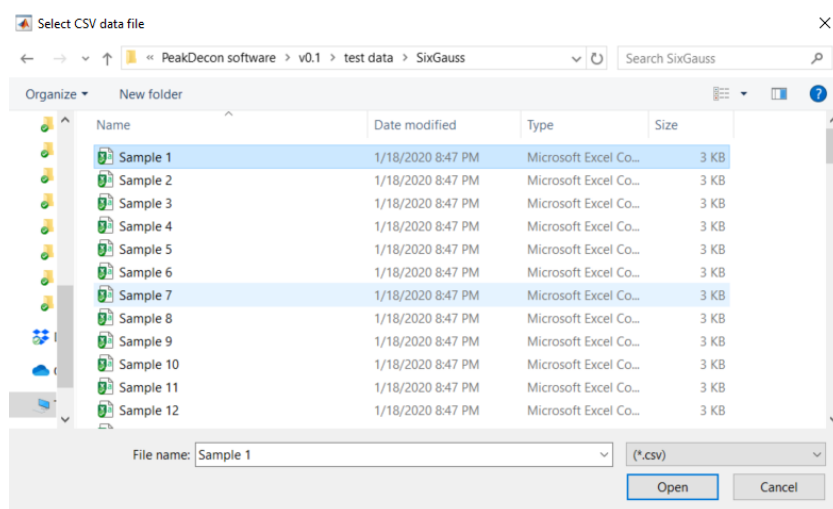 Select CSV data file
« PeakDecon software > v0.1 > test data > SixGauss
Search SixGauss
Organize New folder
Name Date modified Type Size
Sample 1 1/18/2020 8:47 PM Microsoft Excel Co... 3 KB
Sample 2 1/18/2020 8:47 PM Microsoft Excel Co... 3 KB
Sample 3 1/18/2020 8:47 PM Microsoft Excel Co... 3 KB
Sample 4 1/18/2020 8:47 PM Microsoft Excel Co... 3 KB
Sample 5 1/18/2020 8:47 PM Microsoft Excel Co... 3 KB
Sample 6 1/18/2020 8:47 PM Microsoft Excel Co... 3 KB
Sample 7 1/18/2020 8:47 PM Microsoft Excel Co... 3 KB
Sample 8 1/18/2020 8:47 PM Microsoft Excel Co... 3 KB
Sample 9 1/18/2020 8:47 PM Microsoft Excel Co... 3 KB
Sample 10 1/18/2020 8:47 PM Microsoft Excel Co... 3 KB
Sample 11 1/18/2020 8:47 PM Microsoft Excel Co... 3 KB
Sample 12 1/18/2020 8:47 PM Microsoft Excel Co... 3 KB
File name: Sample 1 (*.csv)
Open Cancel